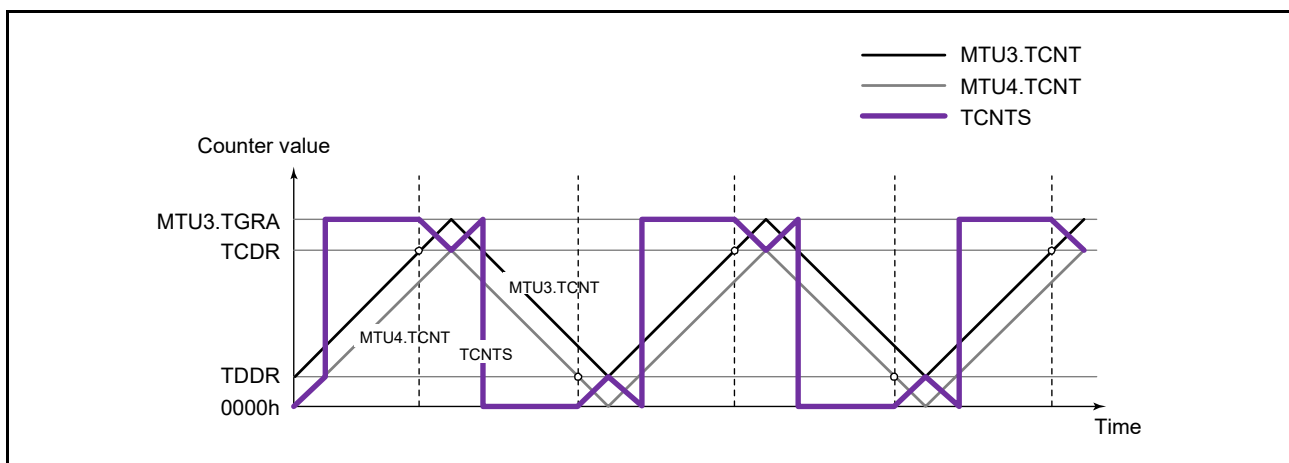 MTU3.TCNT
MTU4.TCNT
TCNTS
Counter value
MTU3.TGRA
TCDR
MTU3.TCNT
MTU4.TCNT
TCNTS
TDDR
0000h
Time